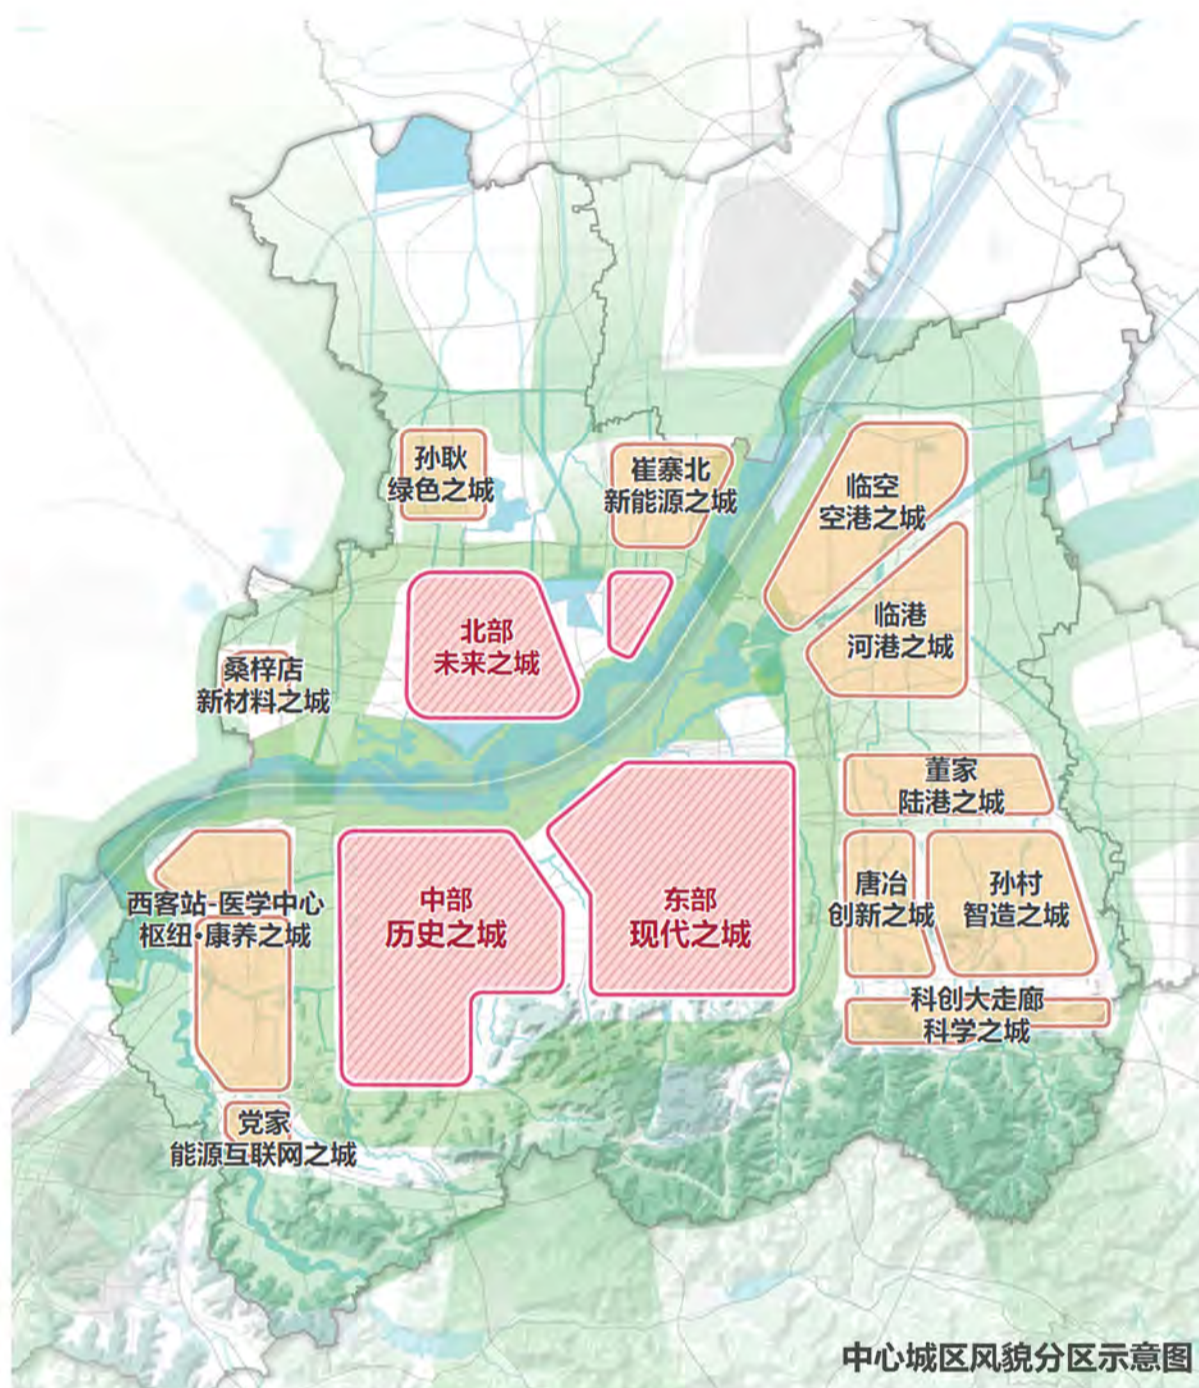 孙耿
绿色之城
崔寨北
新能源之城
临空
空港之城
北部
未来之城
临港
河港之城
桑梓店
新材料之城
董家
陆港之城
西客站-医学中心
枢纽·康养之城
中部
历史之城
东部
现代之城
唐冶
创新之城
孙村
智造之城
科创大走廊
科学之城
党家
能源互联网之城
中心城区风貌分区示意图